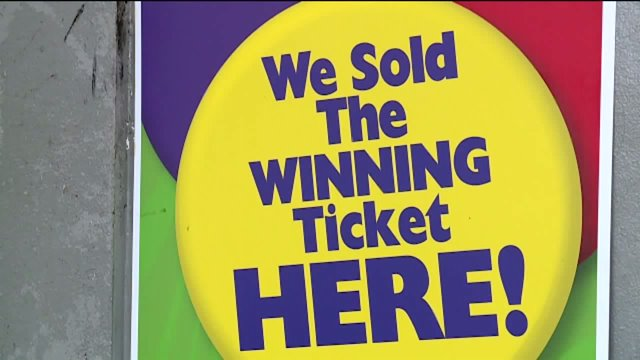 We Sold
The
WINNING
Ticket
HERE!